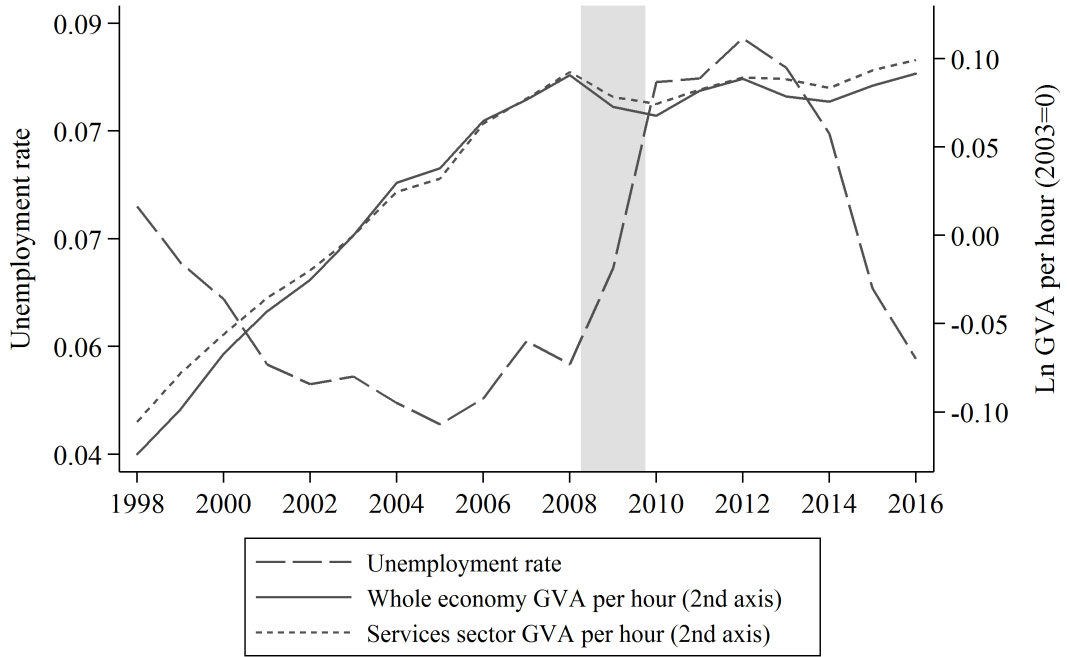 Unemployment rate
0.09
0.07
0.07
0.06
0.04
0.10
0.05
0.00
-0.05
-0.10
Ln GVA per hour (2003=0)
1998 2000 2002 2004 2006 2008 2010 2012 2014 2016
Unemployment rate
Whole economy GVA per hour (2nd axis)
Services sector GVA per hour (2nd axis)